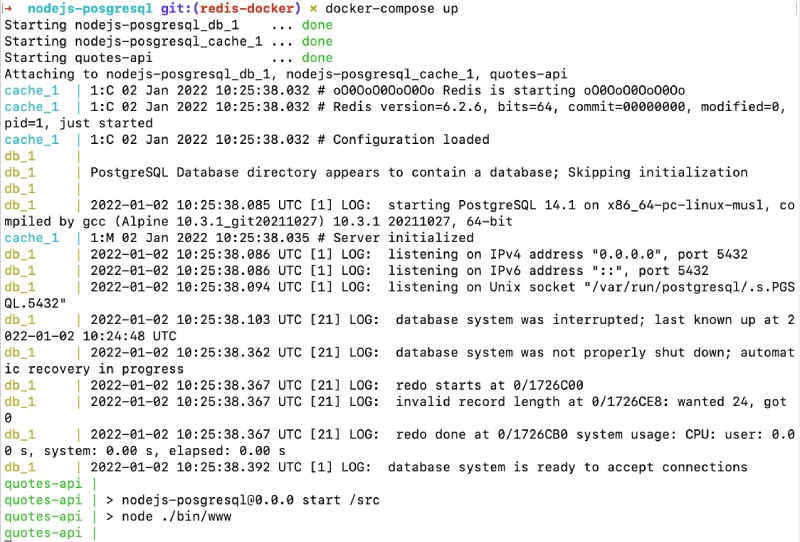 → nodejs-posgresql git:(redis-docker) × docker-compose up
Starting nodejs-posgresql_db_1    ... done
Starting nodejs-posgresql_cache_1 ... done
Starting quotes-api               ... done
Attaching to nodejs-posgresql_db_1, nodejs-posgresql_cache_1, quotes-api
cache_1  | 1:C 02 Jan 2022 10:25:38.032 # oO0OoO0OoO0Oo Redis is starting oO0OoO0OoO0Oo
cache_1  | 1:C 02 Jan 2022 10:25:38.032 # Redis version=6.2.6, bits=64, commit=00000000, modified=0,
pid=1, just started
cache_1  | 1:C 02 Jan 2022 10:25:38.032 # Configuration loaded
db_1     |
db_1     | PostgreSQL Database directory appears to contain a database; Skipping initialization
db_1     |
db_1     | 2022-01-02 10:25:38.085 UTC [1] LOG:  starting PostgreSQL 14.1 on x86_64-pc-linux-musl, co
mpiled by gcc (Alpine 10.3.1_git20211027) 10.3.1 20211027, 64-bit
cache_1  | 1:M 02 Jan 2022 10:25:38.035 # Server initialized
db_1     | 2022-01-02 10:25:38.086 UTC [1] LOG:  listening on IPv4 address "0.0.0.0", port 5432
db_1     | 2022-01-02 10:25:38.086 UTC [1] LOG:  listening on IPv6 address "::", port 5432
db_1     | 2022-01-02 10:25:38.094 UTC [1] LOG:  listening on Unix socket "/var/run/postgresql/.s.PGS
QL.5432"
db_1     | 2022-01-02 10:25:38.103 UTC [21] LOG:  database system was interrupted; last known up at 2
022-01-02 10:24:48 UTC
db_1     | 2022-01-02 10:25:38.362 UTC [21] LOG:  database system was not properly shut down; automat
ic recovery in progress
db_1     | 2022-01-02 10:25:38.367 UTC [21] LOG:  redo starts at 0/1726C00
db_1     | 2022-01-02 10:25:38.367 UTC [21] LOG:  invalid record length at 0/1726CE8: wanted 24, got
0
db_1     | 2022-01-02 10:25:38.367 UTC [21] LOG:  redo done at 0/1726CB0 system usage: CPU: user: 0.0
0 s, system: 0.00 s, elapsed: 0.00 s
db_1     | 2022-01-02 10:25:38.392 UTC [1] LOG:  database system is ready to accept connections
quotes-api |
quotes-api | > nodejs-posgresql@0.0.0 start /src
quotes-api | > node ./bin/www
quotes-api |